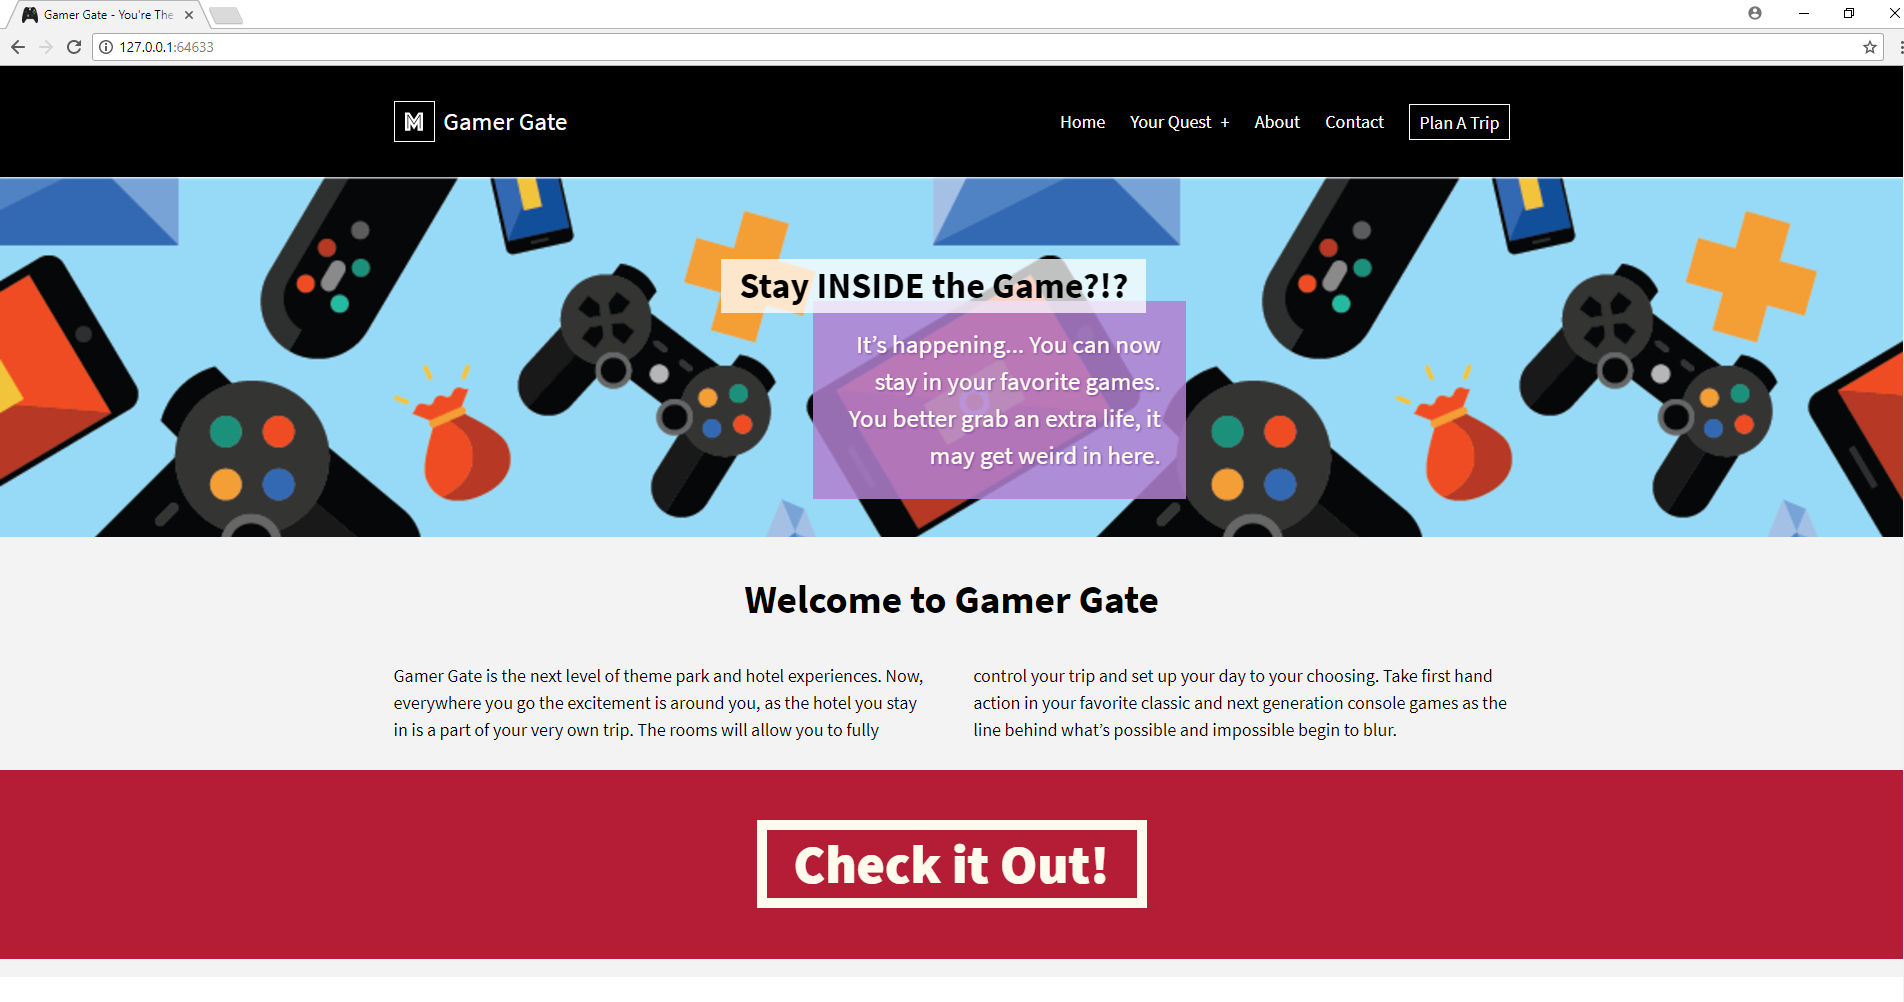 Gamer Gate - You're The
127.0.0.1:64633
M Gamer Gate
Home Your Quest + About Contact Plan A Trip
Stay INSIDE the Game?!?
It’s happening... You can now
stay in your favorite games.
You better grab an extra life, it
may get weird in here.
Welcome to Gamer Gate
Gamer Gate is the next level of theme park and hotel experiences. Now,
everywhere you go the excitement is around you, as the hotel you stay
in is a part of your very own trip. The rooms will allow you to fully
control your trip and set up your day to your choosing. Take first hand
action in your favorite classic and next generation console games as the
line behind what’s possible and impossible begin to blur.
Check it Out!